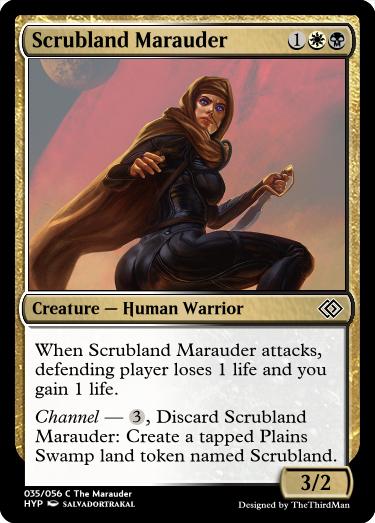 Scrubland Marauder 1
Creature — Human Warrior
When Scrubland Marauder attacks,
defending player loses 1 life and you
gain 1 life.
Channel — 3, Discard Scrubland
Marauder: Create a tapped Plains
Swamp land token named Scrubland.
3/2
035/056 C The Marauder
HYP SALVADORTRAKAL
Designed by TheThirdMan